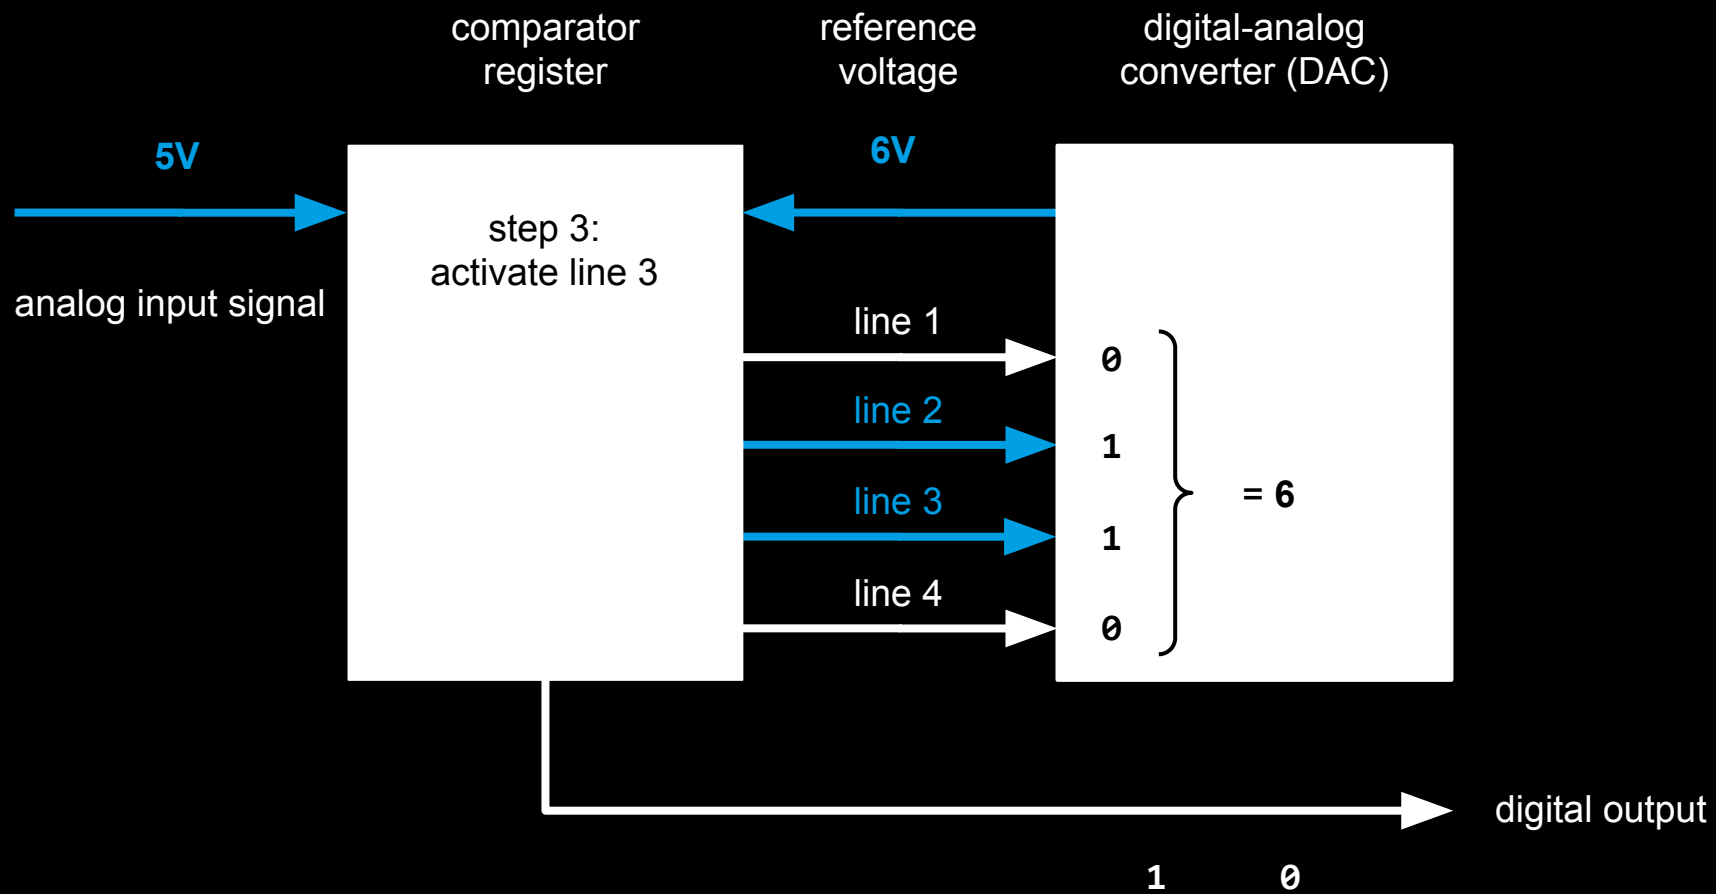 comparator
register
reference
voltage
digital-analog
converter (DAC)
5V
6V
step 3:
activate line 3
analog input signal
line 1
0
line 2
1
= 6
line 3
1
line 4
0
digital output
1 0